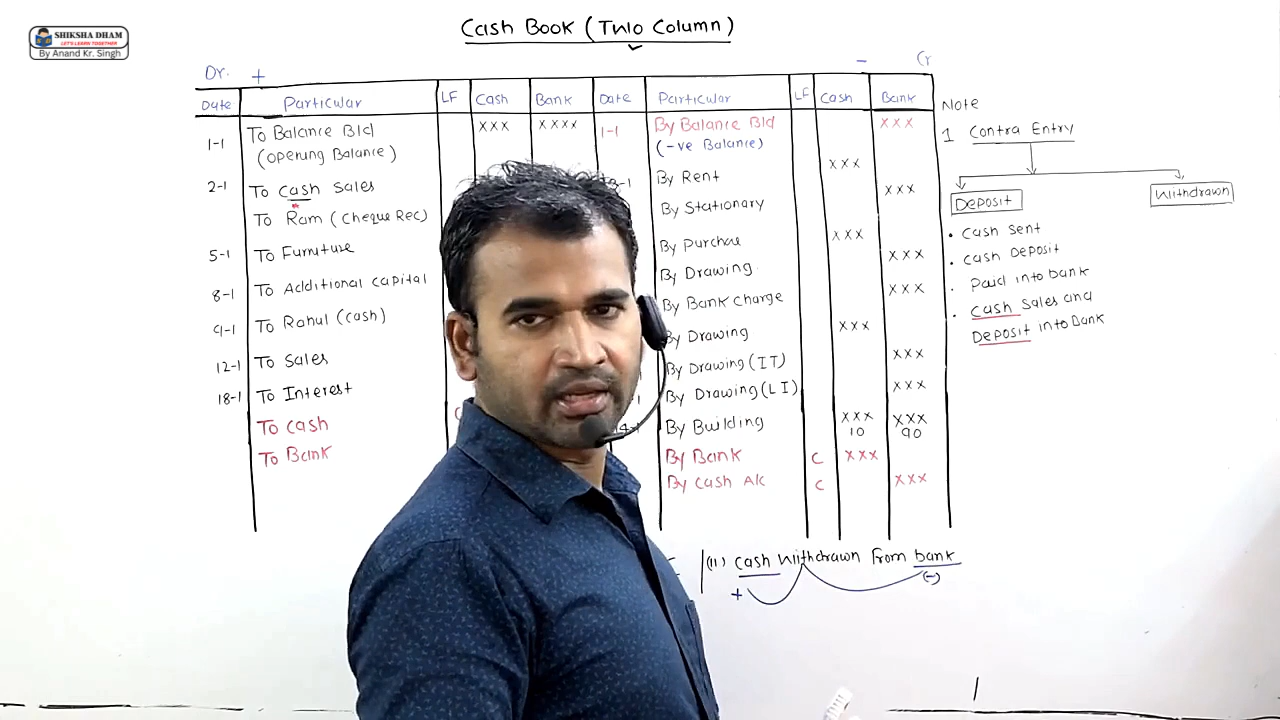 SHIKSHA DHAM
LET'S LEARN TOGETHER
By Anand Kr. Singh
Cash Book (Two Column)
Dr. +
- Cr
Date Particular LF Cash Bank Date Particular LF Cash Bank
1-1 To Balance B/d xxx xxxx 1-1 By Balance B/d xxx
(opening Balance) (-ve Balance)
xxx
2-1 To cash sales -1 By Rent
xxx
To Ram (Cheque Rec) By Stationary
5-1 To Furniture By Purchase xxx
xxx
8-1 To Additional capital By Drawing
By Bank charge xxx
9-1 To Rahul (cash) By Drawing xxx
12-1 To Sales By Drawing (IT) xxx
18-1 To Interest By Drawing (L I) xxx
To cash 14-1 By Building xxx xxx
10 90
To Bank By Bank C xxx
By Cash A/c C xxx
Note
1 Contra Entry
Deposit Withdrawn
• Cash Sent
• cash Deposit
• Paid into bank
• cash Sales and
Deposit into Bank
(11) cash Withdrawn From bank
+ (-)